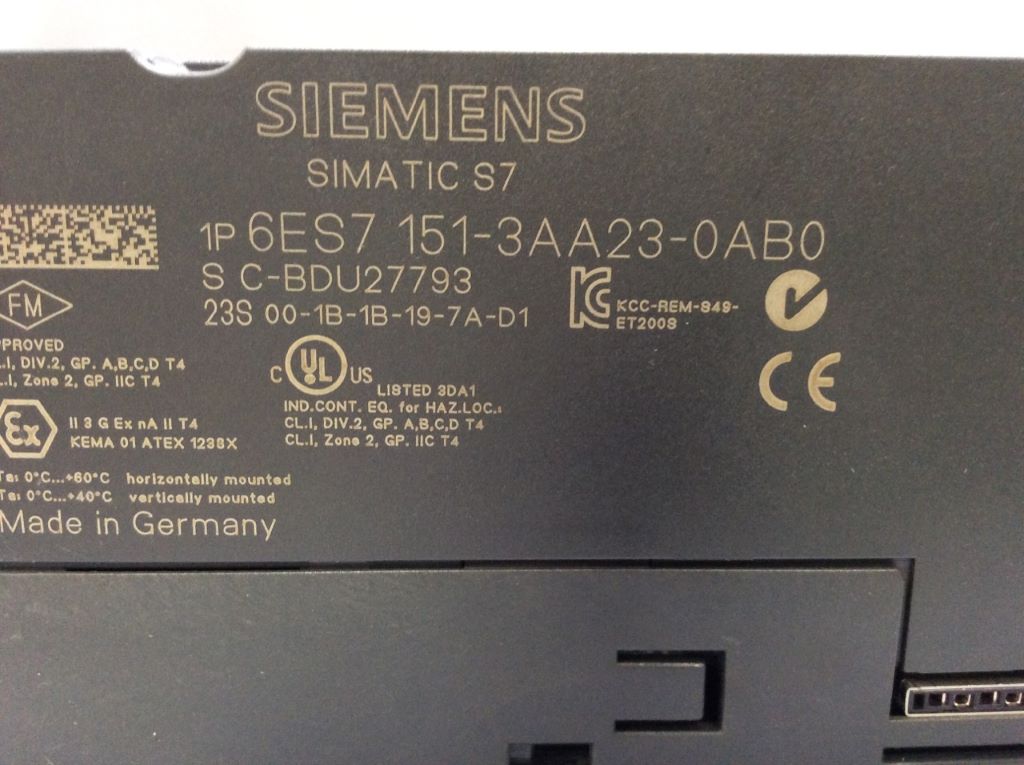 SIEMENS
SIMATIC S7
1P 6ES7 151-3AA23-0AB0
S C-BDU27793
23S 00-1B-1B-19-7A-D1
KCC-REM-S49-
ET200S
FM
PPROVED
L.I, DIV.2, GP. A,B,C,D T4
L.I, Zone 2, GP. IIC T4
C UL US
LISTED 3DA1
IND.CONT. EQ. for HAZ.LOC.:
CL.I, DIV.2, GP. A,B,C,D T4
CL.I, Zone 2, GP. IIC T4
CE
Ex
II 3 G Ex nA II T4
KEMA 01 ATEX 1238X
Ta: 0°C...+60°C horizontally mounted
Ta: 0°C...+40°C vertically mounted
Made in Germany